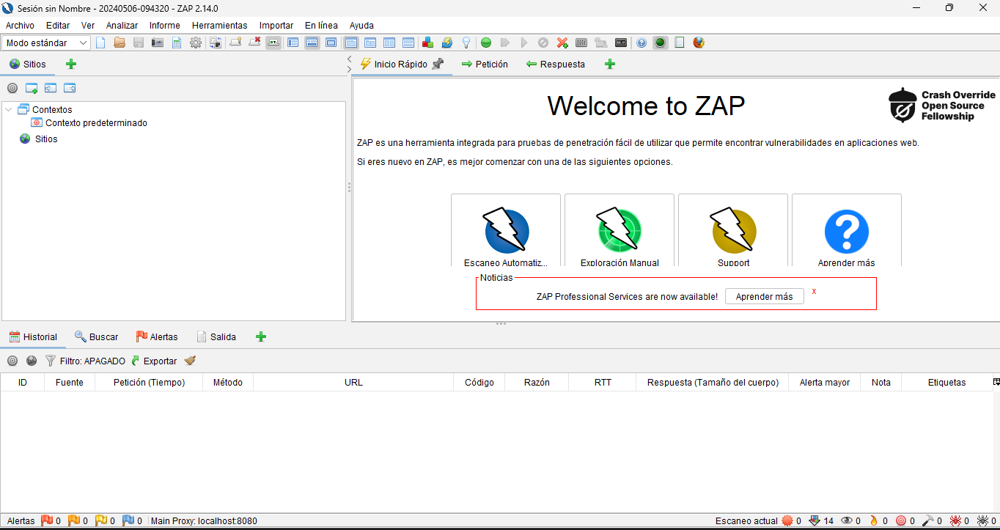 Sesión sin Nombre - 20240506-094320 - ZAP 2.14.0
Archivo Editar Ver Analizar Informe Herramientas Importar En línea Ayuda
Modo estándar
Sitios
Inicio Rápido Petición Respuesta
Contextos
Contexto predeterminado
Sitios
Welcome to ZAP
Crash Override
Open Source
Fellowship
ZAP es una herramienta integrada para pruebas de penetración fácil de utilizar que permite encontrar vulnerabilidades en aplicaciones web.
Si eres nuevo en ZAP, es mejor comenzar con una de las siguientes opciones.
Escaneo Automatiz... Exploración Manual Support Aprender más
Noticias
ZAP Professional Services are now available! Aprender más X
Historial Buscar Alertas Salida
Filtro: APAGADO Exportar
ID Fuente Petición (Tiempo) Método URL Código Razón RTT Respuesta (Tamaño del cuerpo) Alerta mayor Nota Etiquetas
Alertas 0 0 0 0 Main Proxy: localhost:8080 Escaneo actual 0 14 0 0 0 0 0 0